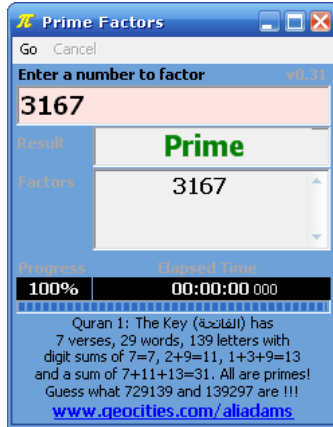 π Prime Factors
Go Cancel
Enter a number to factor v0.31
3167
Result Prime
Factors 3167
Progress Elapsed Time
100% 00:00:00 000
Quran 1: The Key (الفاتحة) has
7 verses, 29 words, 139 letters with
digit sums of 7=7, 2+9=11, 1+3+9=13
and a sum of 7+11+13=31. All are primes!
Guess what 729139 and 139297 are !!!
www.geocities.com/aliadams